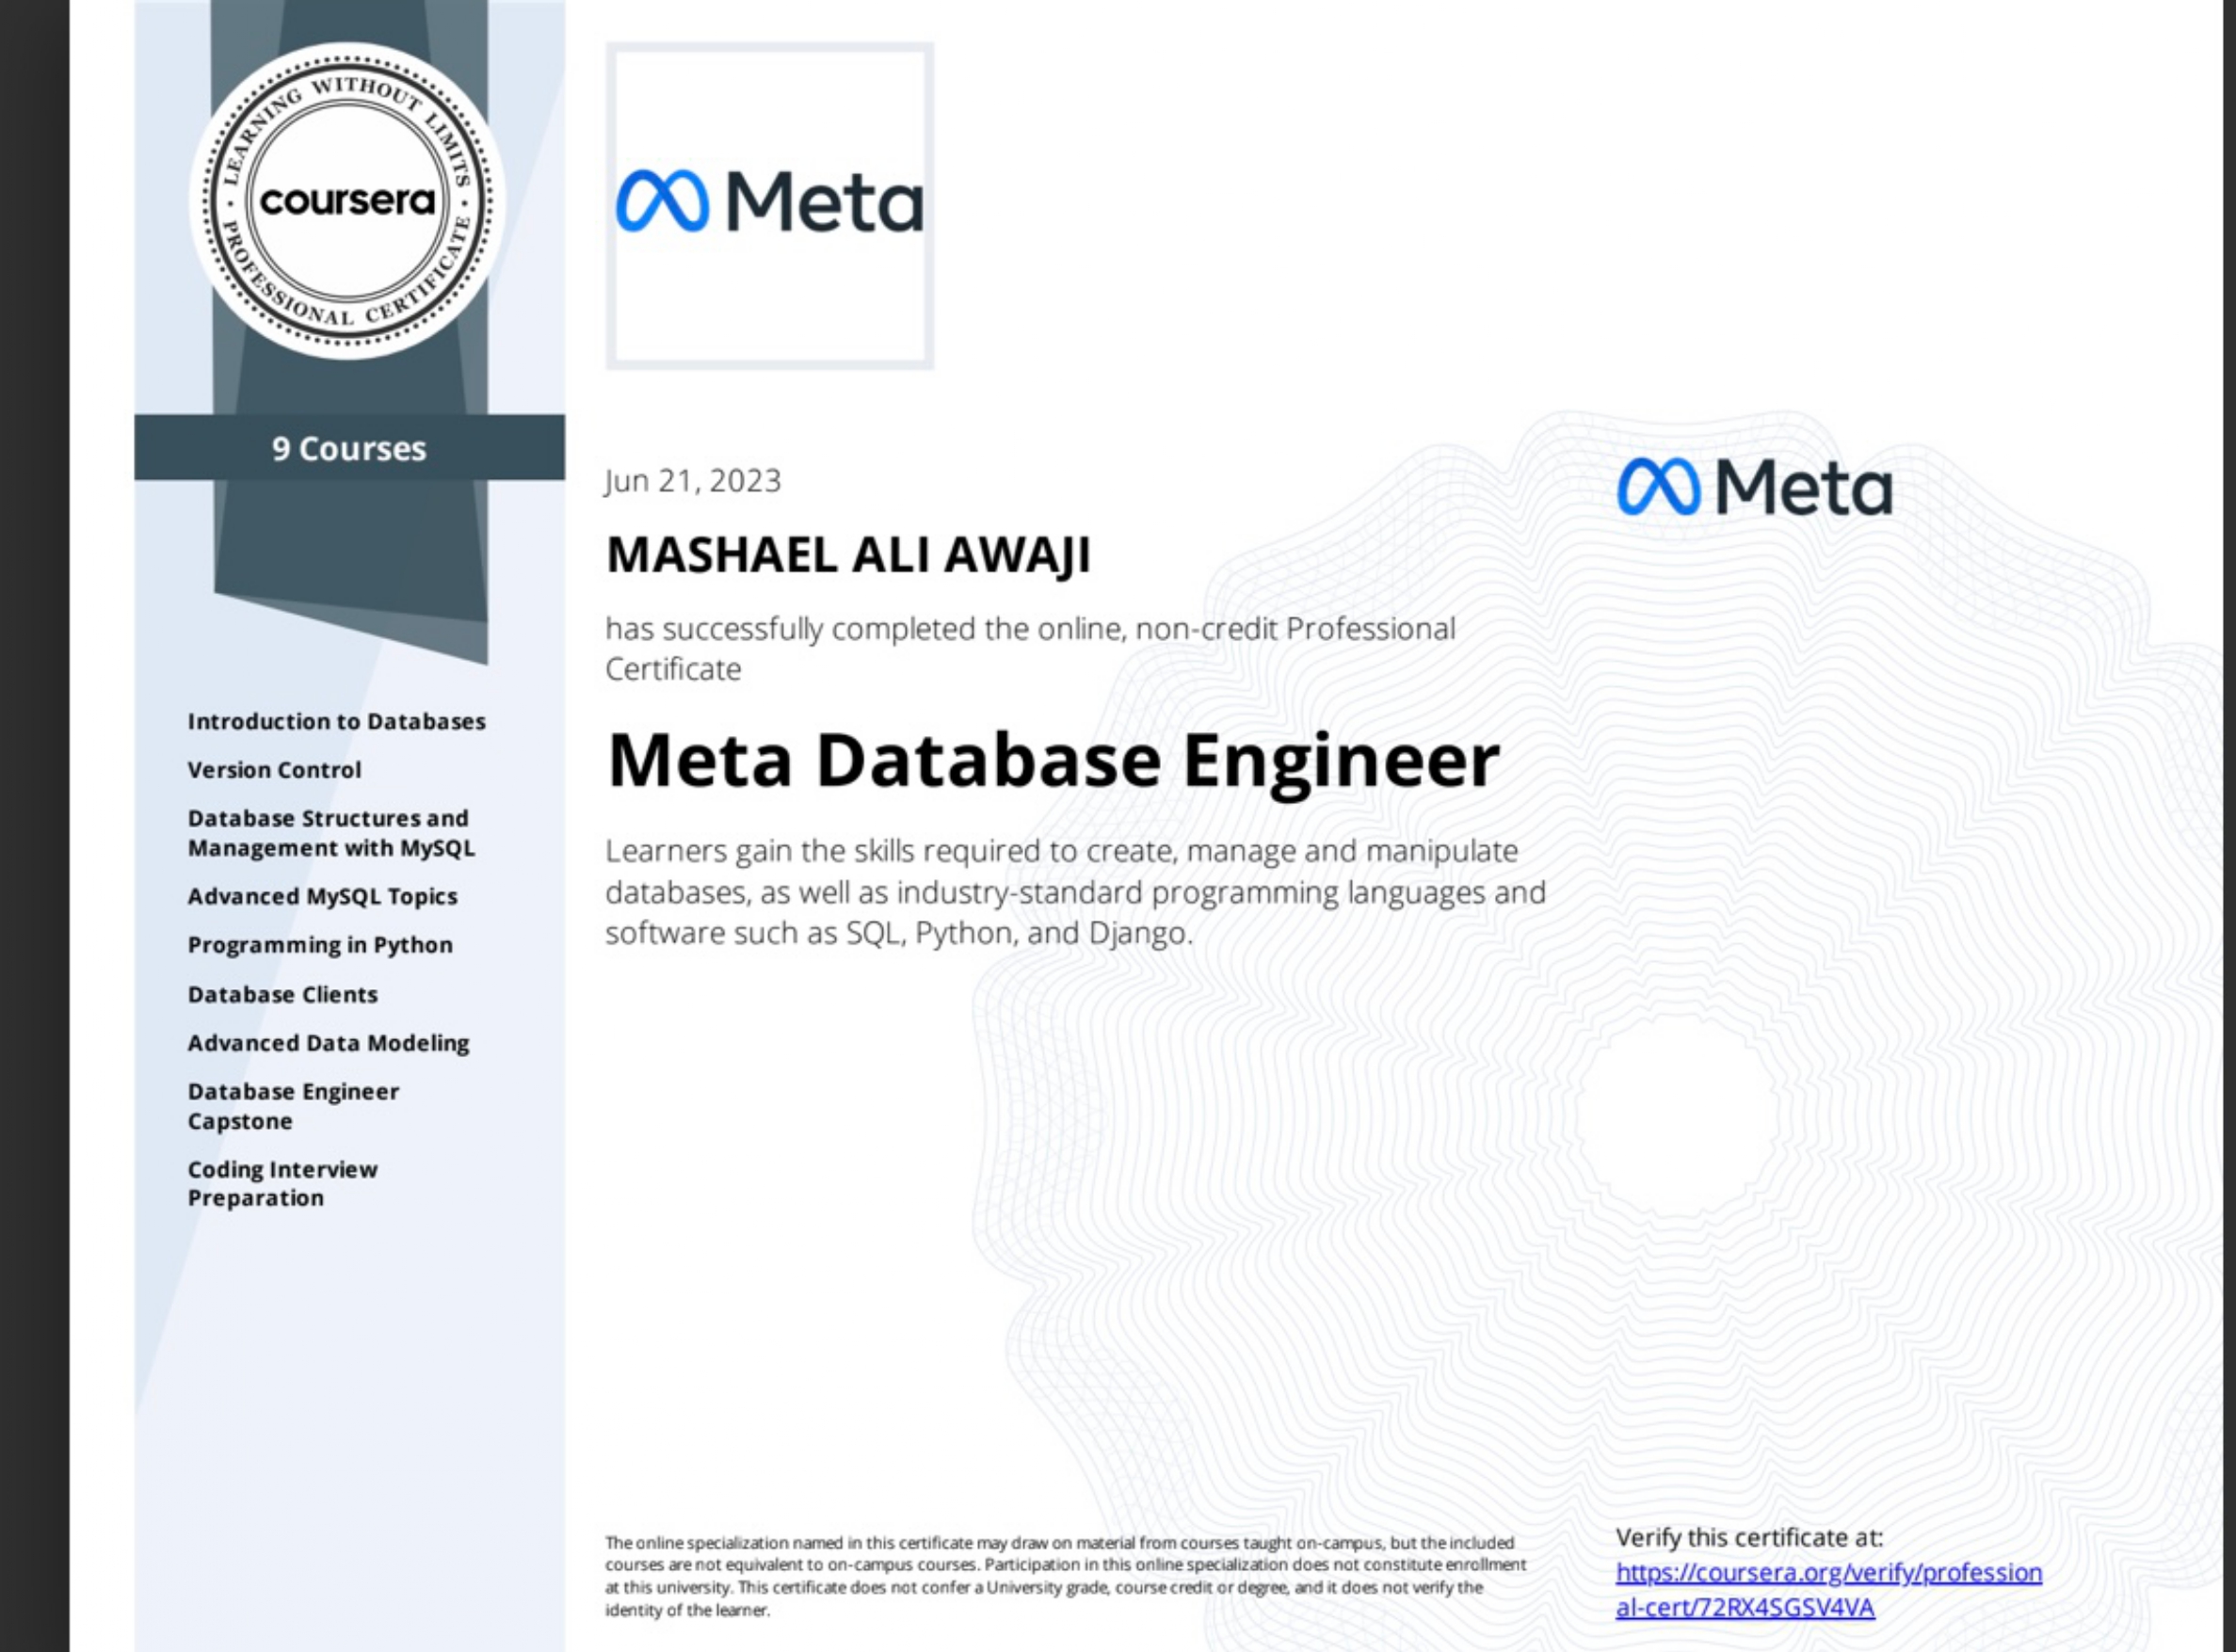 LEARNING WITHOUT LIMITS
coursera
PROFESSIONAL CERTIFICATE
9 Courses
Introduction to Databases
Version Control
Database Structures and
Management with MySQL
Advanced MySQL Topics
Programming in Python
Database Clients
Advanced Data Modeling
Database Engineer
Capstone
Coding Interview
Preparation
Meta
Jun 21, 2023
MASHAEL ALI AWAJI
has successfully completed the online, non-credit Professional
Certificate
Meta Database Engineer
Learners gain the skills required to create, manage and manipulate
databases, as well as industry-standard programming languages and
software such as SQL, Python, and Django.
The online specialization named in this certificate may draw on material from courses taught on-campus, but the included
courses are not equivalent to on-campus courses. Participation in this online specialization does not constitute enrollment
at this university. This certificate does not confer a University grade, course credit or degree, and it does not verify the
identity of the learner.
Meta
Verify this certificate at:
https://coursera.org/verify/profession
al-cert/72RX4SGSV4VA